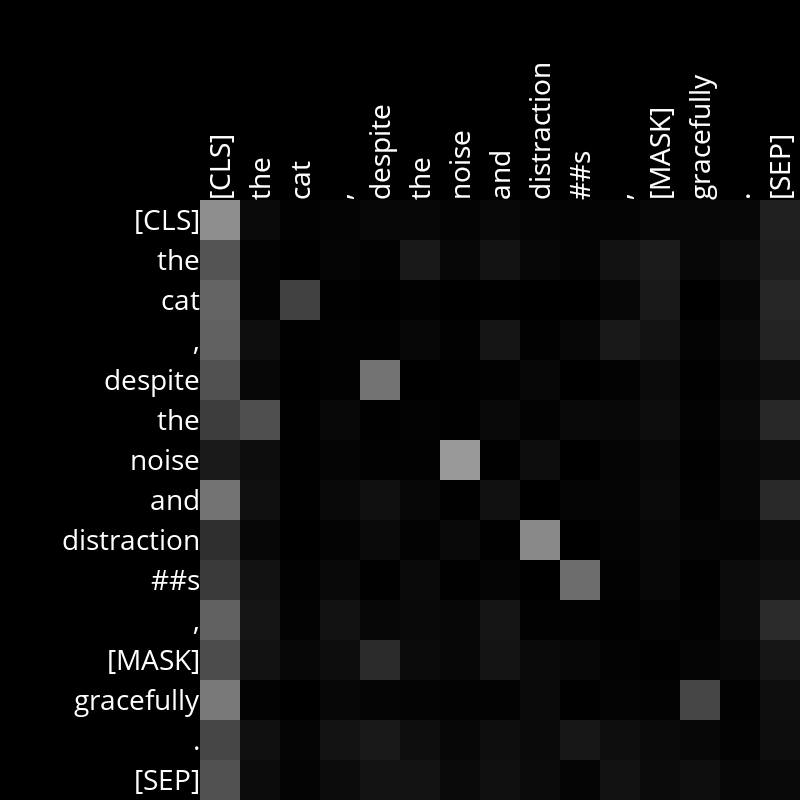 [CLS] the cat , despite the noise and distraction ##s , [MASK] gracefully . [SEP]
[CLS]
the
cat
,
despite
the
noise
and
distraction
##s
,
[MASK]
gracefully
.
[SEP]